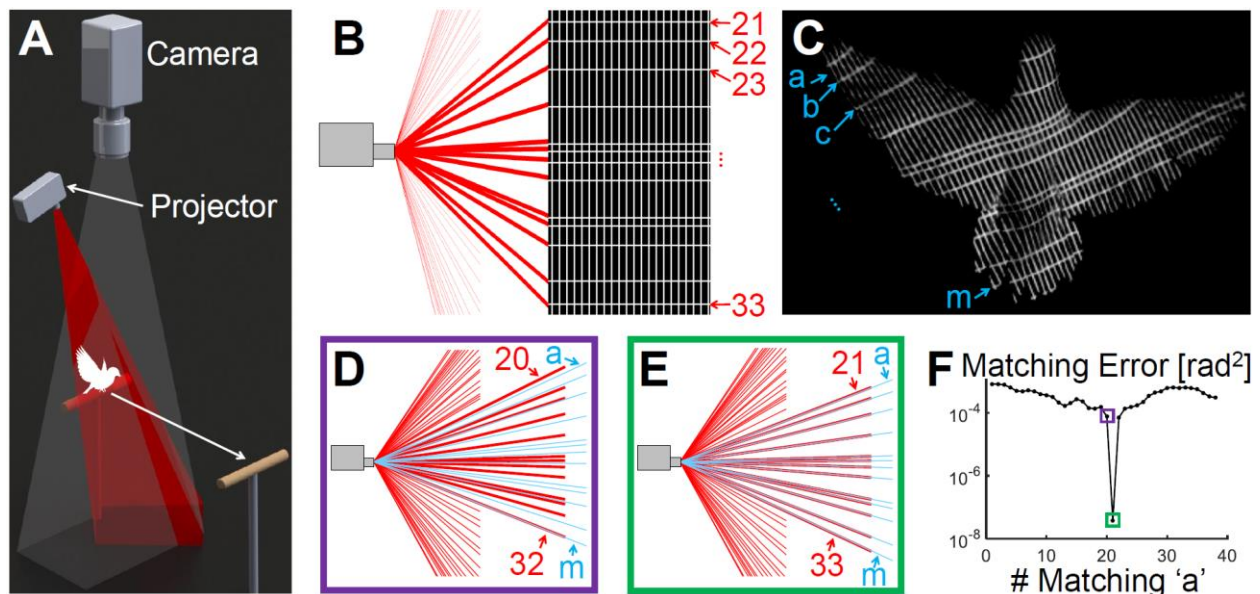 A
Camera
Projector
B
21
22
23
...
33
C
a
b
c
...
m
D
20
a
32
m
E
21
a
33
m
F
Matching Error [rad²]
10⁻⁴
10⁻⁶
10⁻⁸
0 10 20 30 40
# Matching ‘a’